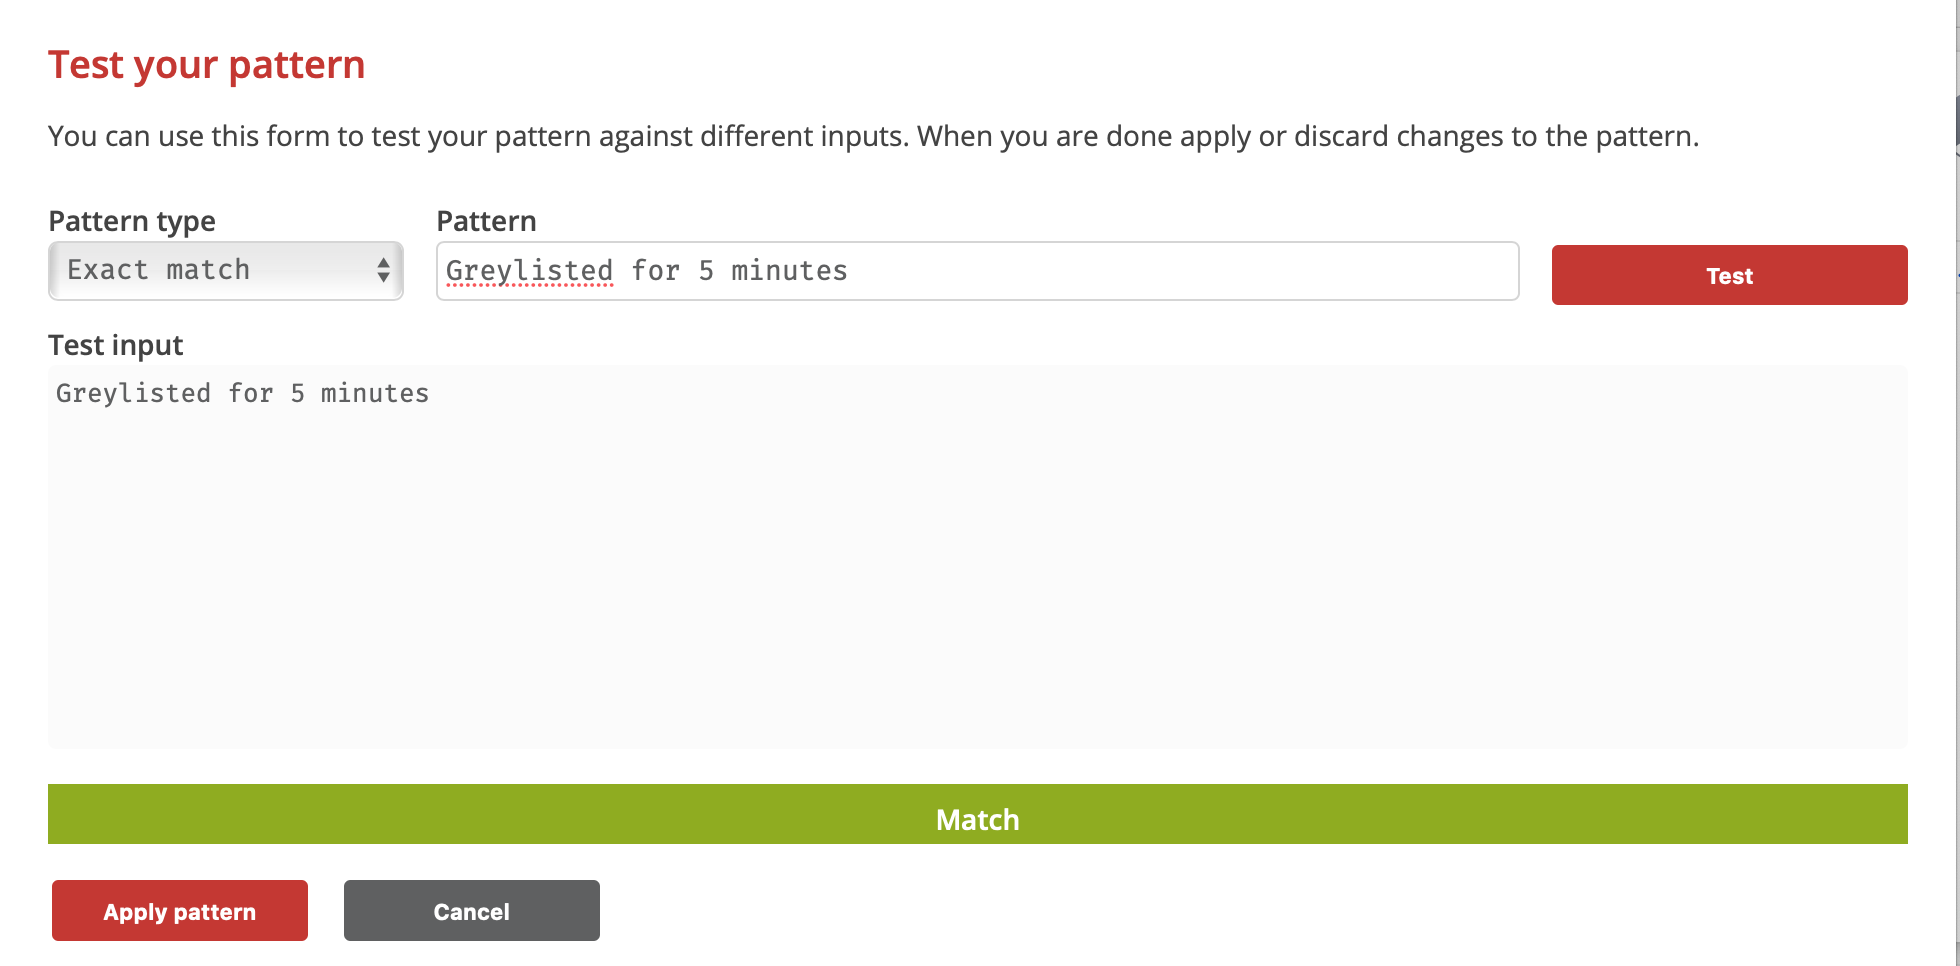 Test your pattern
You can use this form to test your pattern against different inputs. When you are done apply or discard changes to the pattern.
Pattern type
Pattern
Exact match
Greylisted for 5 minutes
Test
Test input
Greylisted for 5 minutes
Match
Apply pattern
Cancel